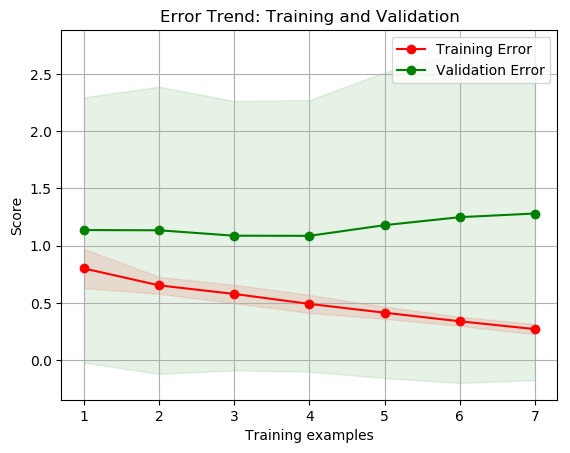 Error Trend: Training and Validation
Training Error
Validation Error
2.5
2.0
1.5
1.0
0.5
0.0
Score
1 2 3 4 5 6 7
Training examples